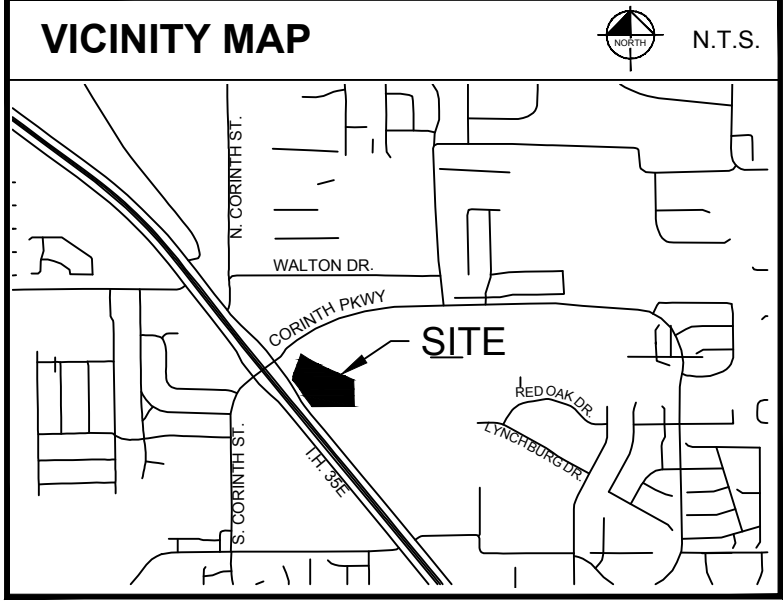 VICINITY MAP
NORTH
N.T.S.
N. CORINTH ST.
WALTON DR.
CORINTH PKWY
SITE
RED OAK DR.
LYNCHBURG DR.
I.H. 35E
S. CORINTH ST.